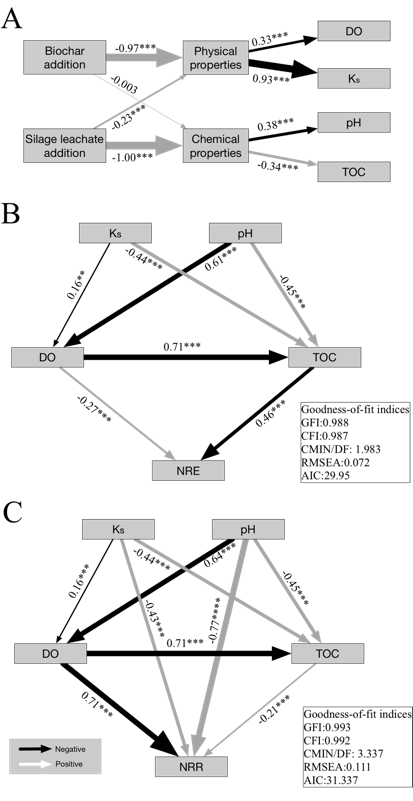 A
Biochar
addition
-0.97***
Physical
properties
0.33***
DO
0.93***
Ks
-0.003
-0.23***
Silage leachate
addition
-1.00***
Chemical
properties
0.38***
pH
-0.34***
TOC
B
Ks
pH
0.16**
-0.44***
0.61***
-0.45***
DO
0.71***
TOC
-0.27***
0.46***
NRE
Goodness-of-fit indices
GFI:0.988
CFI:0.987
CMIN/DF: 1.983
RMSEA:0.072
AIC:29.95
C
Ks
pH
0.16***
-0.44***
0.64***
-0.45***
-0.43***
-0.77****
DO
0.71***
TOC
0.71***
-0.21***
NRR
Negative
Positive
Goodness-of-fit indices
GFI:0.993
CFI:0.992
CMIN/DF: 3.337
RMSEA:0.111
AIC:31.337